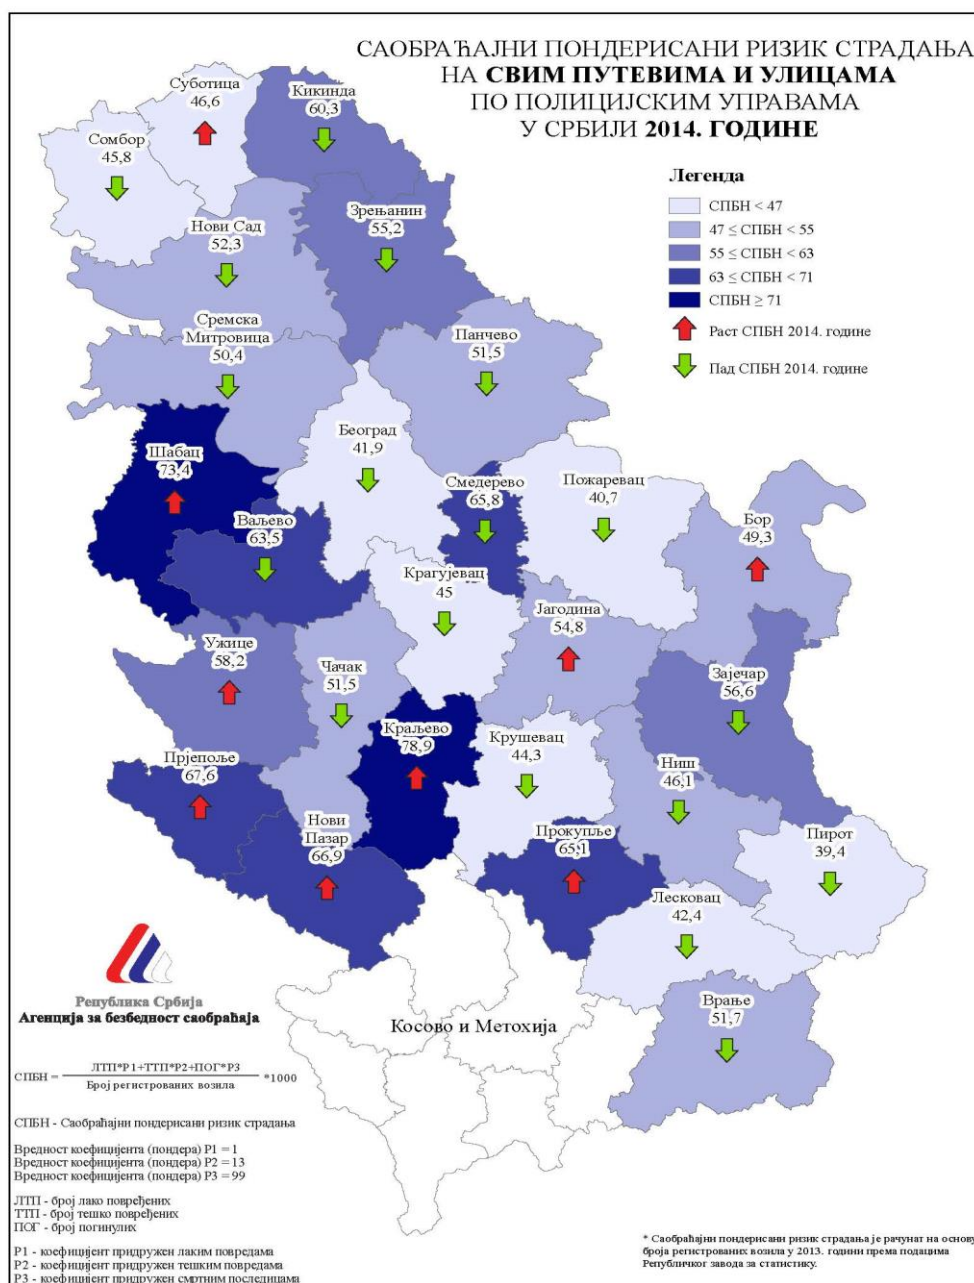 САОБРАЋАЈНИ ПОНДЕРИСАНИ РИЗИК СТРАДАЊА
НА СВИМ ПУТЕВИМА И УЛИЦАМА
ПО ПОЛИЦИЈСКИМ УПРАВАМА
У СРБИЈИ 2014. ГОДИНЕ
Суботица
46,6
Кикинда
60,3
Сомбор
45,8
Легенда
СПБН < 47
47 ≤ СПБН < 55
55 ≤ СПБН < 63
63 ≤ СПБН < 71
СПБН ≥ 71
Раст СПБН 2014. године
Пад СПБН 2014. године
Зрењанин
55,2
Нови Сад
52,3
Сремска
Митровица
50,4
Панчево
51,5
Београд
41,9
Шабац
73,4
Смедерево
65,8
Пожаревац
40,7
Ваљево
63,5
Бор
49,3
Крагујевац
45
Јагодина
54,8
Ужице
58,2
Чачак
51,5
Зајечар
56,6
Краљево
78,9
Крушевац
44,3
Прјепоље
67,6
Ниш
46,1
Нови
Пазар
66,9
Прокупље
65,1
Пирот
39,4
Лесковац
42,4
Врање
51,7
Косово и Метохија
Република Србија
Агенција за безбедност саобраћаја
СПБН = ЛТП*Р1+ТТП*Р2+ПОГ*Р3
Број регистрованих возила *1000
СПБН - Саобраћајни пондерисани ризик страдања
Вредност коефицијента (пондера) Р1 = 1
Вредност коефицијента (пондера) Р2 = 13
Вредност коефицијента (пондера) Р3 = 99
ЛТП - број лако повређених
ТТП - број тешко повређених
ПОГ - број погинулих
Р1 - коефицијент придружен лаким повредама
Р2 - коефицијент придружен тешким повредама
Р3 - коефицијент придружен смртним последицама
* Саобраћајни пондерисани ризик страдања је рачунат на основу
броја регистрованих возила у 2013. години према подацима
Републичког завода за статистику.